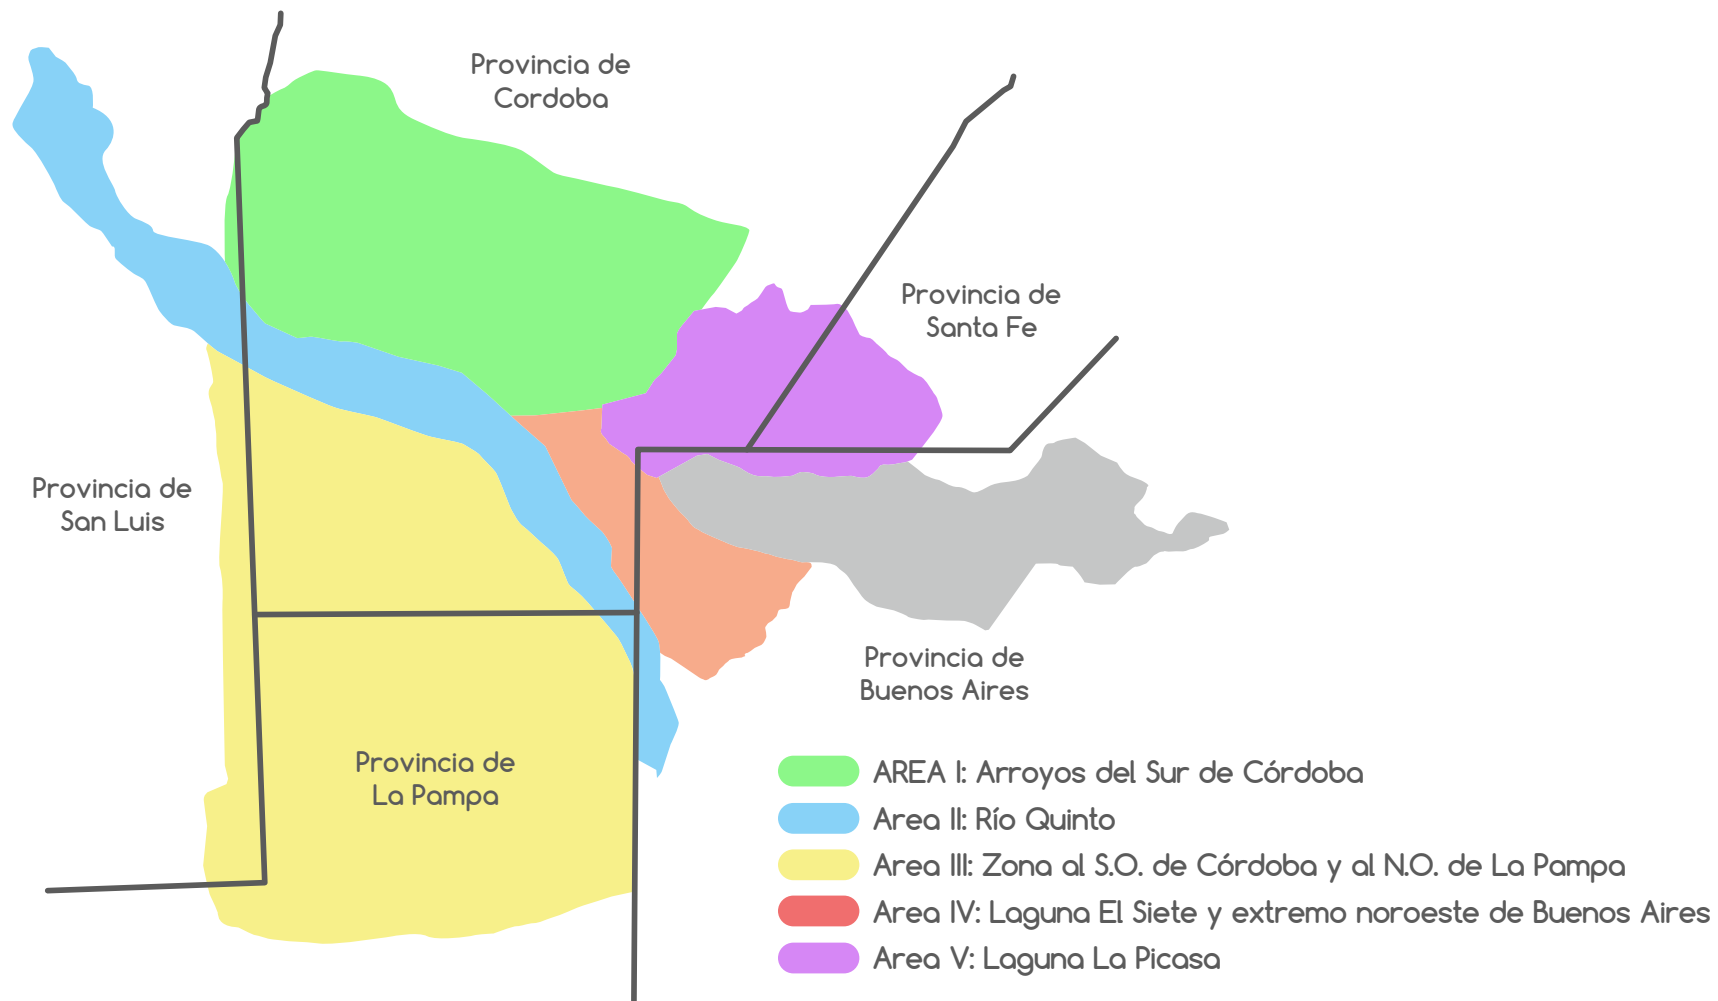 Provincia de
Cordoba
Provincia de
Santa Fe
Provincia de
San Luis
Provincia de
Buenos Aires
Provincia de
La Pampa
AREA I: Arroyos del Sur de Córdoba
Area II: Río Quinto
Area III: Zona al S.O. de Córdoba y al N.O. de La Pampa
Area IV: Laguna El Siete y extremo noroeste de Buenos Aires
Area V: Laguna La Picasa